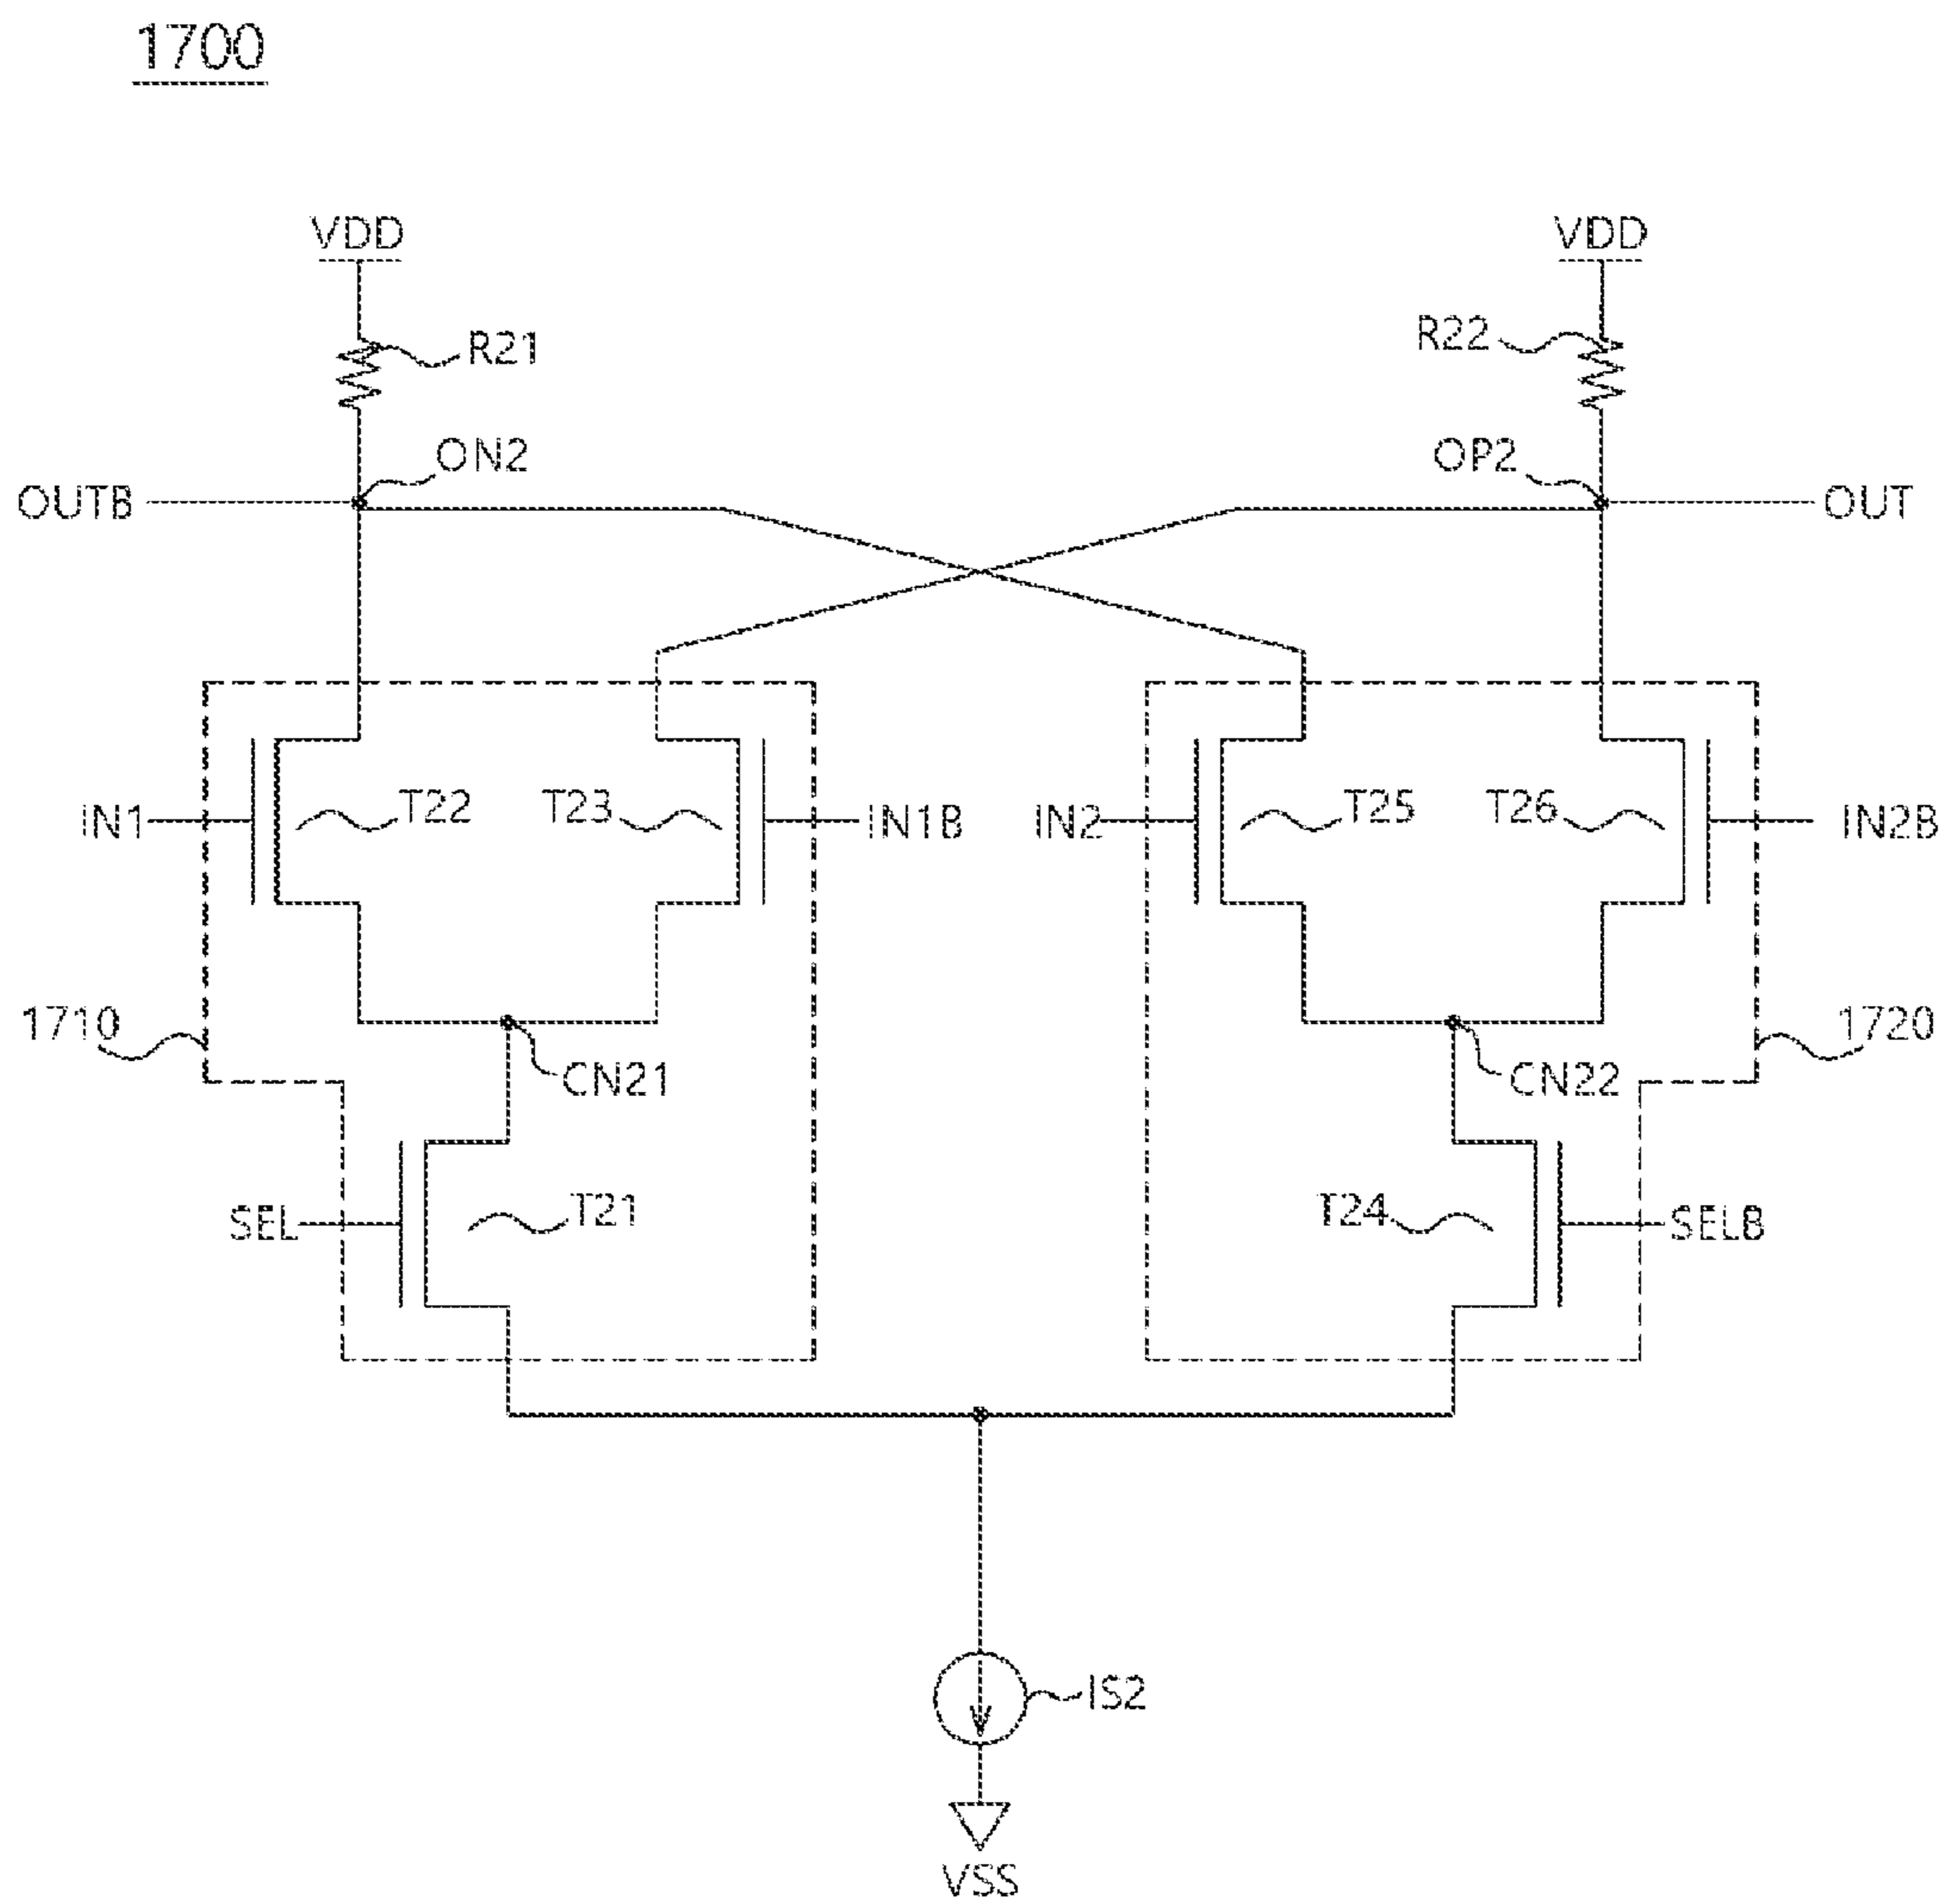 1700
VDD VDD
R21 R22
ON2 OP2
OUTB OUT
IN1 T22 T23 IN1B IN2 T25 T26 IN2B
1710 1720
CN21 CN22
SEL T21 T24 SELB
IS2
VSS